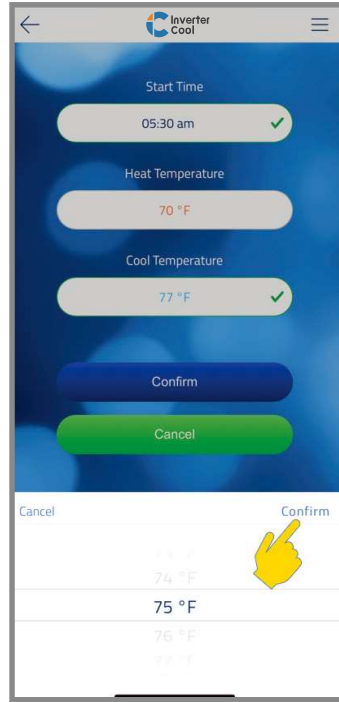 Inverter
Cool
Start Time
05:30 am
Heat Temperature
70 °F
Cool Temperature
77 °F
Confirm
Cancel
Cancel
Confirm
74 °F
75 °F
76 °F
77 °F